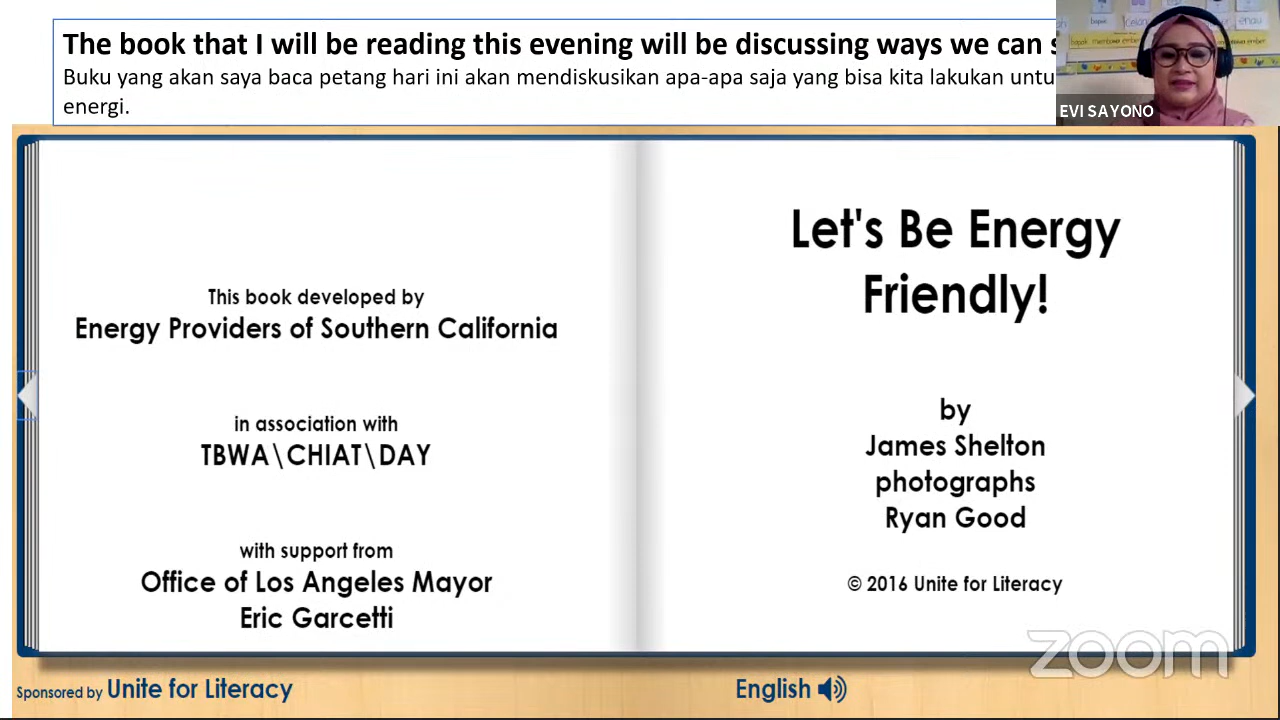 The book that I will be reading this evening will be discussing ways we can
Buku yang akan saya baca petang hari ini akan mendiskusikan apa-apa saja yang bisa kita lakukan
energi.
EVI SAYONO
This book developed by
Energy Providers of Southern California
in association with
TBWA\CHIAT\DAY
with support from
Office of Los Angeles Mayor
Eric Garcetti
Let's Be Energy
Friendly!
by
James Shelton
photographs
Ryan Good
© 2016 Unite for Literacy
zoom
Sponsored by Unite for Literacy
English